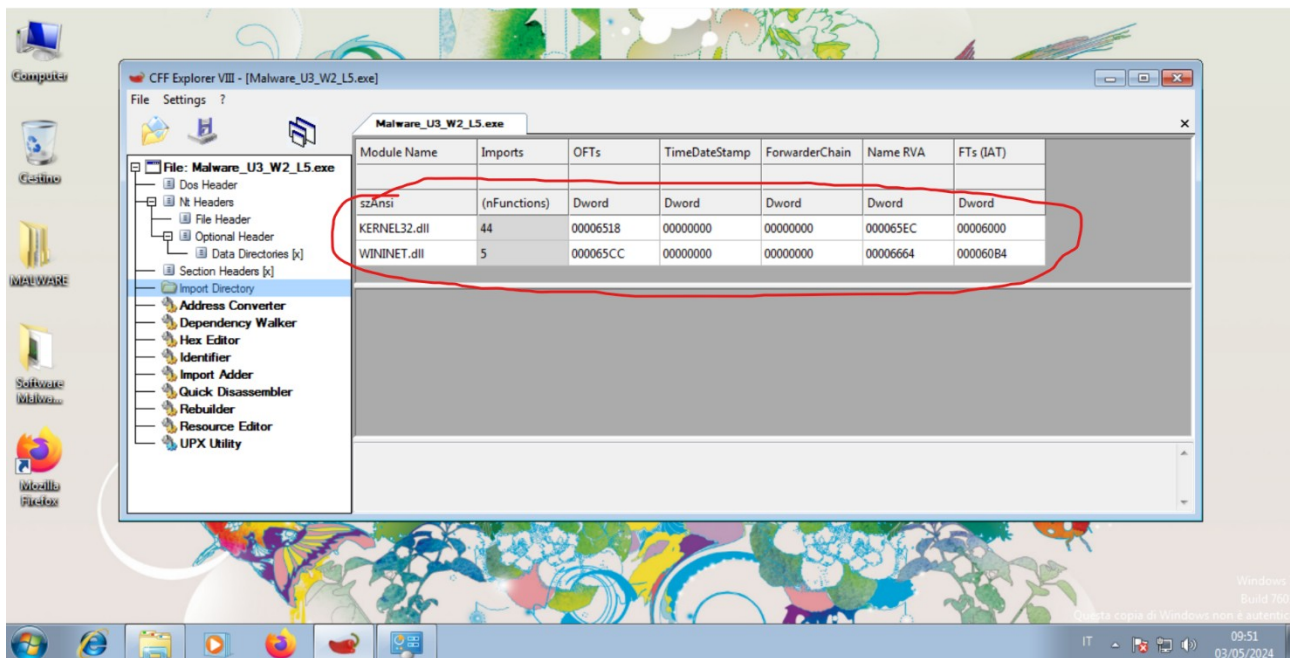 Computer
Cestino
MALWARE
Software
Malwa...
Mozilla
Firefox
CFF Explorer VIII - [Malware_U3_W2_L5.exe]
File Settings ?
Malware_U3_W2_L5.exe
File: Malware_U3_W2_L5.exe
Dos Header
Nt Headers
File Header
Optional Header
Data Directories [x]
Section Headers [x]
Import Directory
Address Converter
Dependency Walker
Hex Editor
Identifier
Import Adder
Quick Disassembler
Rebuilder
Resource Editor
UPX Utility
Module Name Imports OFTs TimeDateStamp ForwarderChain Name RVA FTs (IAT)
szAnsi (nFunctions) Dword Dword Dword Dword Dword
KERNEL32.dll 44 00006518 00000000 00000000 000065EC 00006000
WININET.dll 5 000065CC 00000000 00000000 00006664 000060B4
Windows
Build 760
Questa copia di Windows non è autentic
IT
09:51
03/05/2024